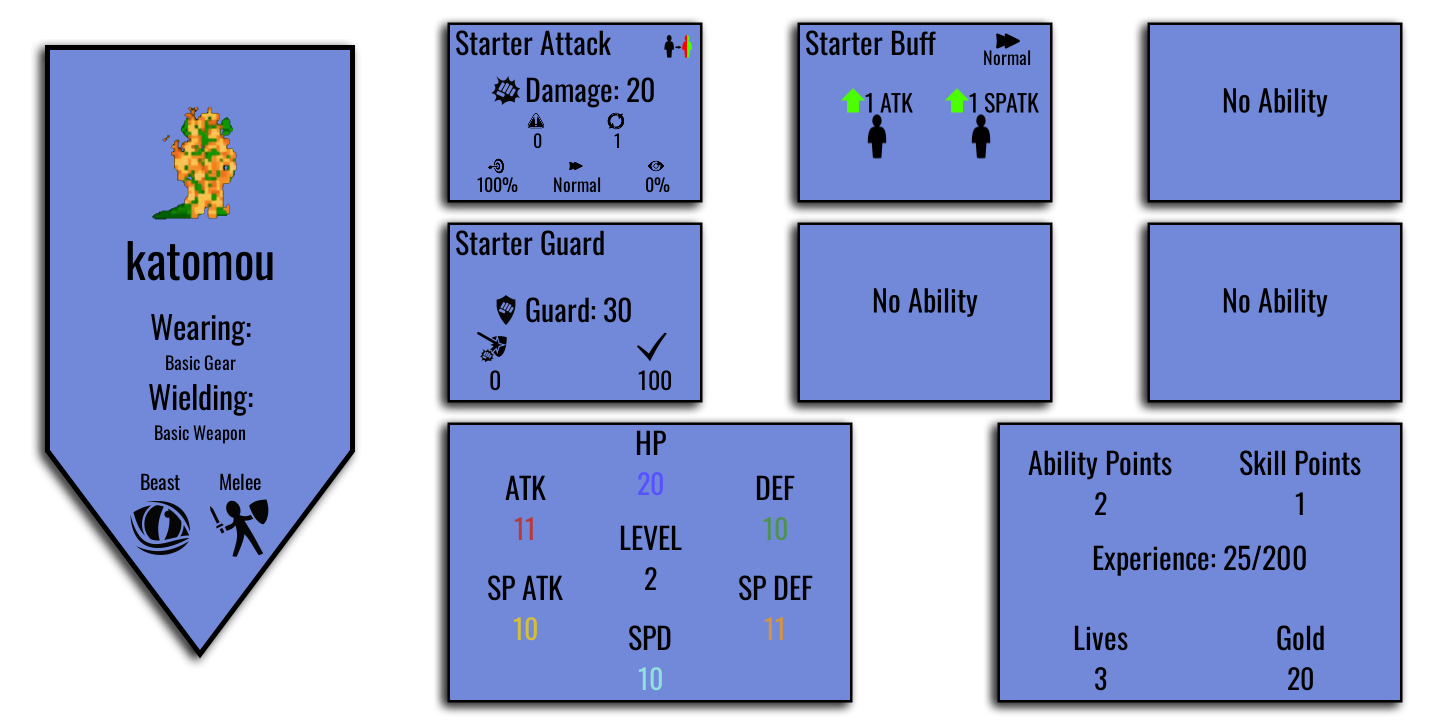 katomou
Wearing:
Basic Gear
Wielding:
Basic Weapon
Beast Melee
Starter Attack
Damage: 20
0 1
100% Normal 0%
Starter Buff
Normal
1 ATK 1 SPATK
No Ability
Starter Guard
Guard: 30
0 100
No Ability
No Ability
HP
20
ATK
11
DEF
10
LEVEL
2
SP ATK
10
SP DEF
11
SPD
10
Ability Points Skill Points
2 1
Experience: 25/200
Lives Gold
3 20